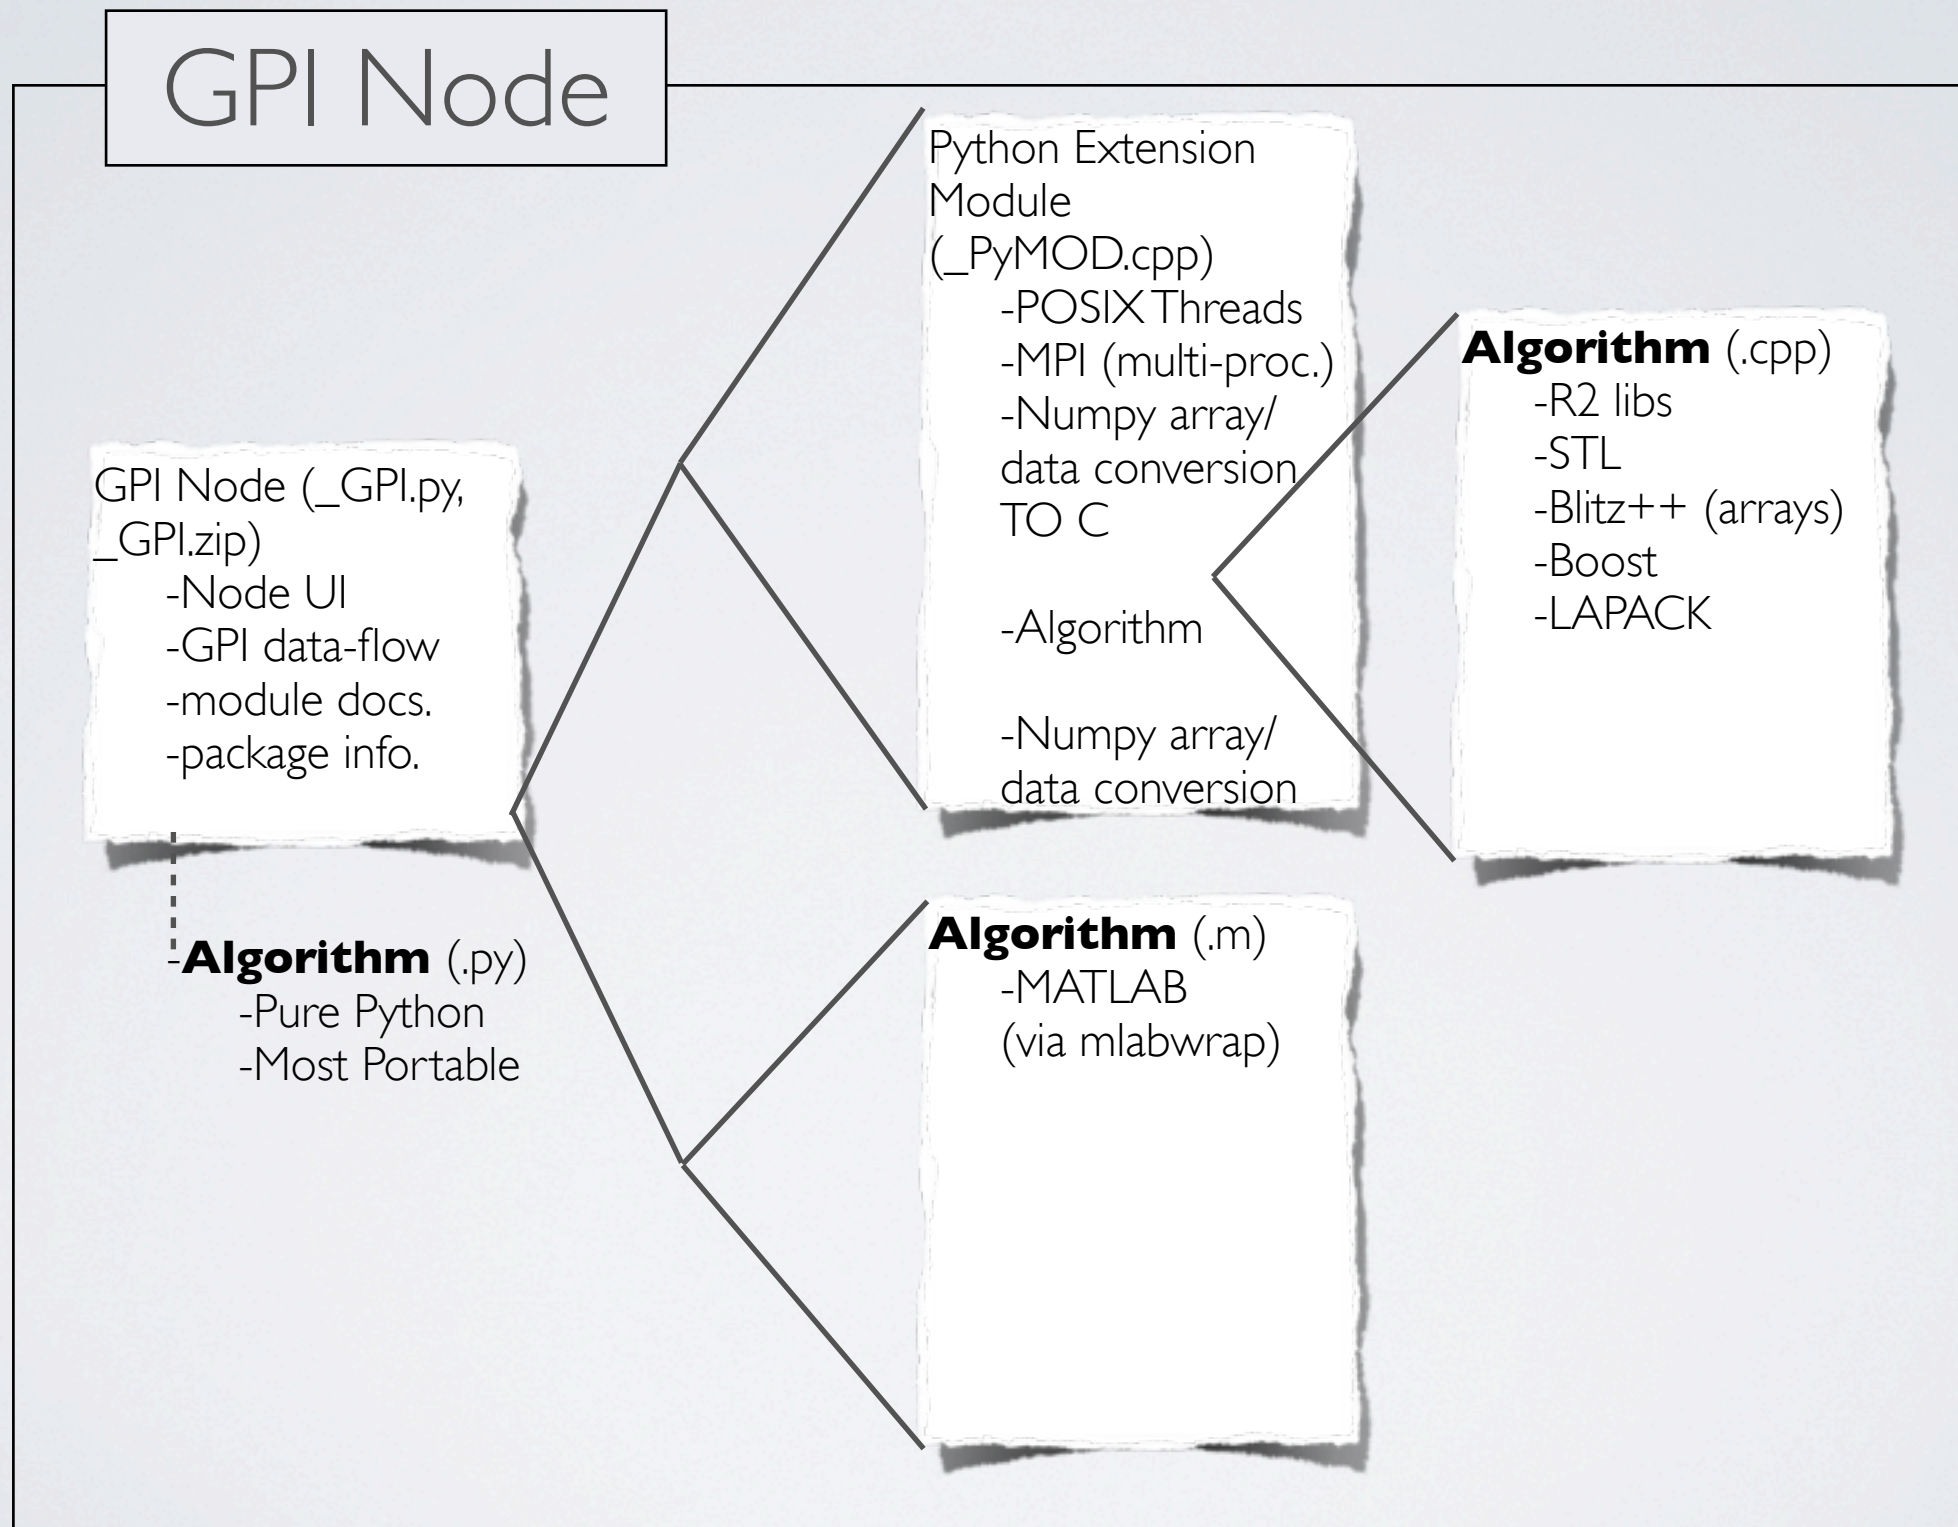 GPI Node
GPI Node (_GPI.py,
_GPI.zip)
-Node UI
-GPI data-flow
-module docs.
-package info.
-Algorithm (.py)
-Pure Python
-Most Portable
Python Extension
Module
(_PyMOD.cpp)
-POSIX Threads
-MPI (multi-proc.)
-Numpy array/
data conversion
TO C
-Algorithm
-Numpy array/
data conversion
Algorithm (.cpp)
-R2 libs
-STL
-Blitz++ (arrays)
-Boost
-LAPACK
Algorithm (.m)
-MATLAB
(via mlabwrap)